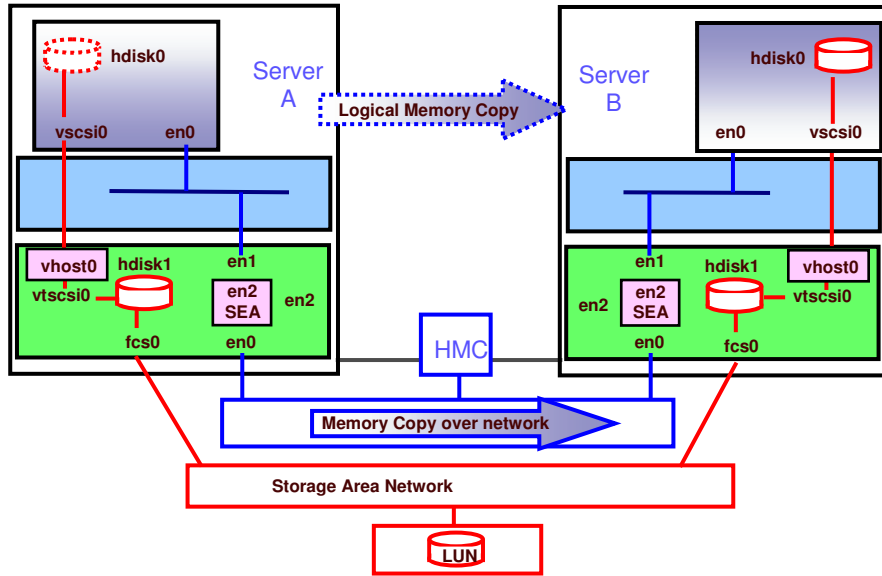 hdisk0
Server
A
vscsi0
en0
Logical Memory Copy
Server
B
hdisk0
en0
vscsi0
vhost0
hdisk1
vtscsi0
en1
en2
SEA
en2
fcs0
en0
HMC
en1
hdisk1
vhost0
en2
en2
SEA
vtscsi0
en0
fcs0
Memory Copy over network
Storage Area Network
LUN